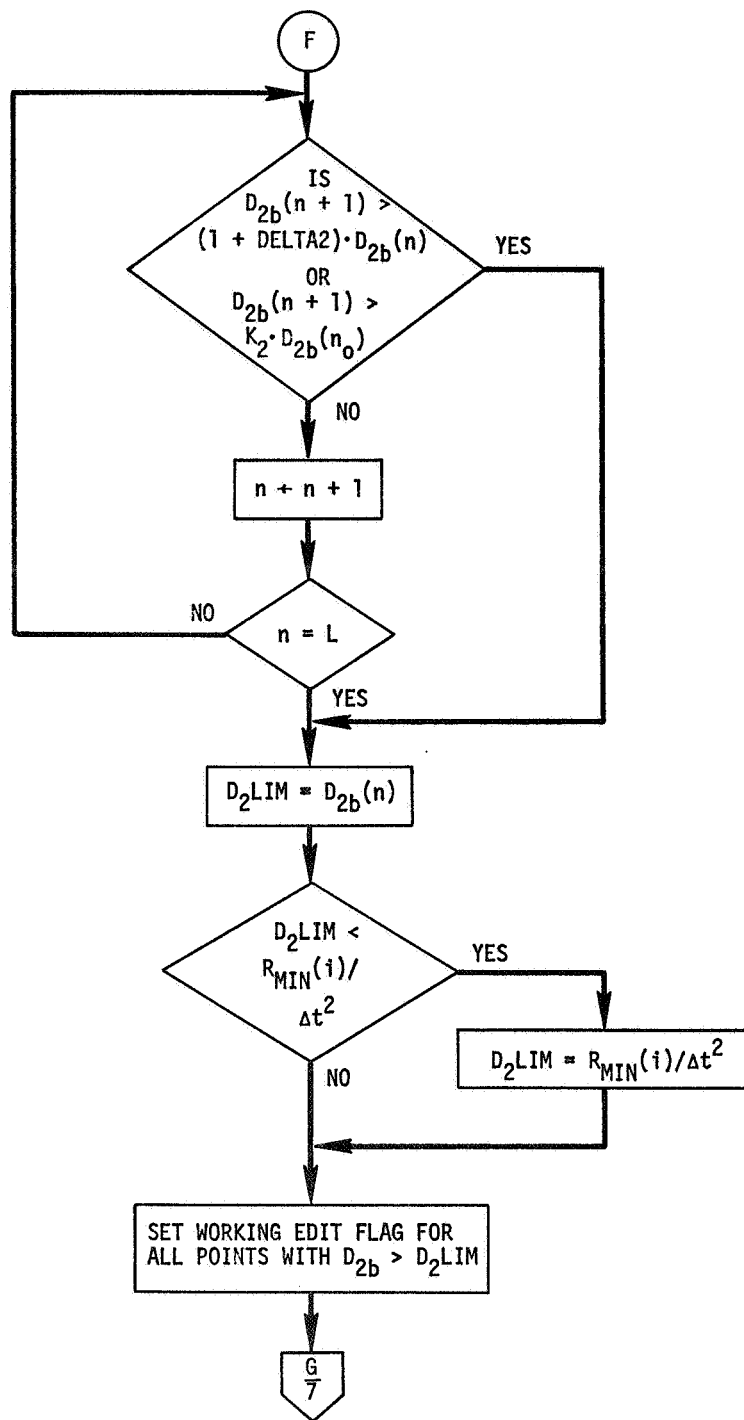 F
IS
D2b(n + 1) >
(1 + DELTA2)·D2b(n)
OR
D2b(n + 1) >
K2·D2b(no)
YES
NO
n ← n + 1
NO
n = L
YES
D2LIM = D2b(n)
D2LIM <
RMIN(i)/
Δt²
YES
D2LIM = RMIN(i)/Δt²
NO
SET WORKING EDIT FLAG FOR
ALL POINTS WITH D2b > D2LIM
G
7